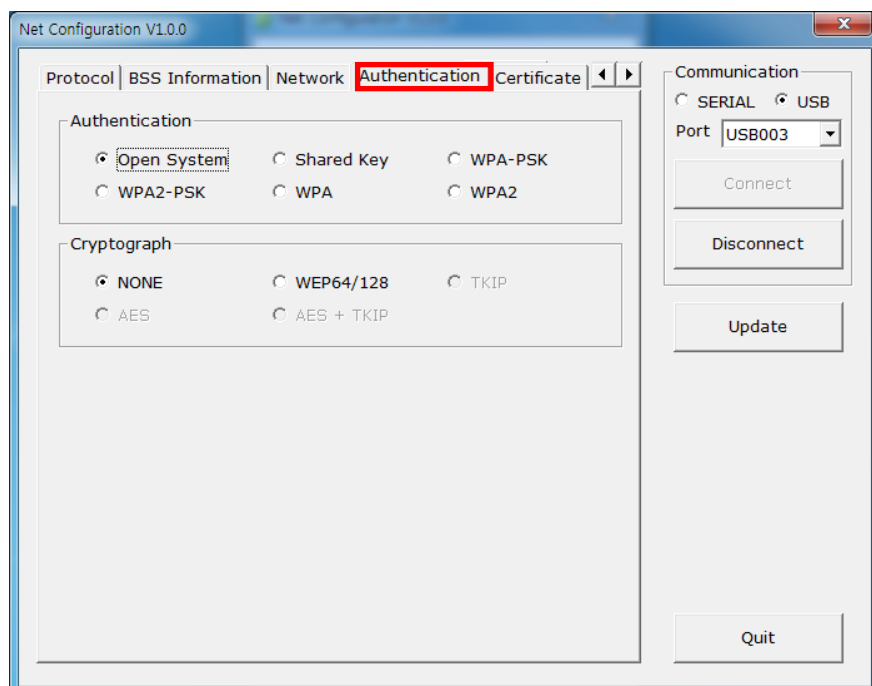 Net Configuration V1.0.0
Protocol BSS Information Network Authentication Certificate
Authentication
Open System Shared Key WPA-PSK
WPA2-PSK WPA WPA2
Cryptograph
NONE WEP64/128 TKIP
AES AES + TKIP
Communication
SERIAL USB
Port USB003
Connect
Disconnect
Update
Quit